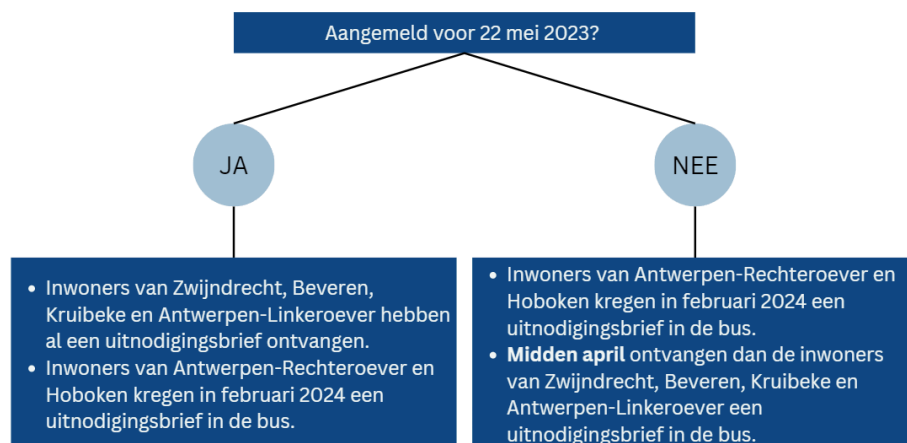 Aangemeld voor 22 mei 2023?
JA
NEE
• Inwoners van Zwijndrecht, Beveren,
Kruibeke en Antwerpen-Linkeroever hebben
al een uitnodigingsbrief ontvangen.
• Inwoners van Antwerpen-Rechteroever en
Hoboken kregen in februari 2024 een
uitnodigingsbrief in de bus.
• Inwoners van Antwerpen-Rechteroever en
Hoboken kregen in februari 2024 een
uitnodigingsbrief in de bus.
• Midden april ontvangen dan de inwoners
van Zwijndrecht, Beveren, Kruibeke en
Antwerpen-Linkeroever een
uitnodigingsbrief in de bus.